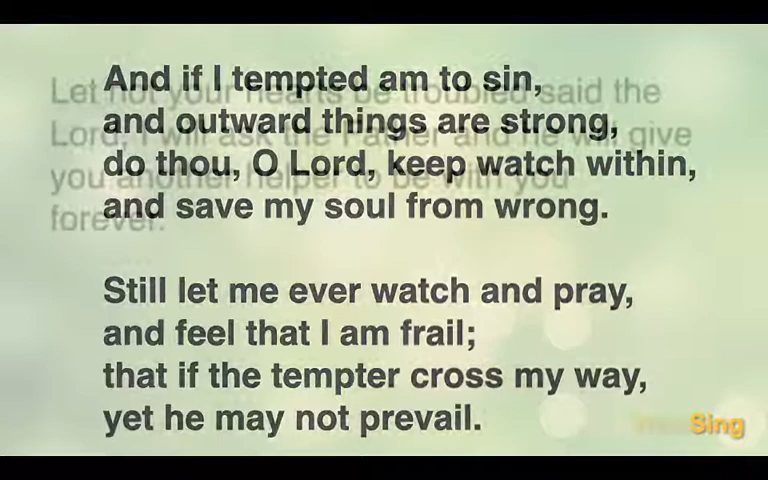 And if I tempted am to sin,
and outward things are strong,
do thou, O Lord, keep watch within,
and save my soul from wrong.
Still let me ever watch and pray,
and feel that I am frail;
that if the tempter cross my way,
yet he may not prevail.
Let not your hearts be troubled said the
Lord, I will ask the Father and he will give
you another helper to be with you
forever.
Sing